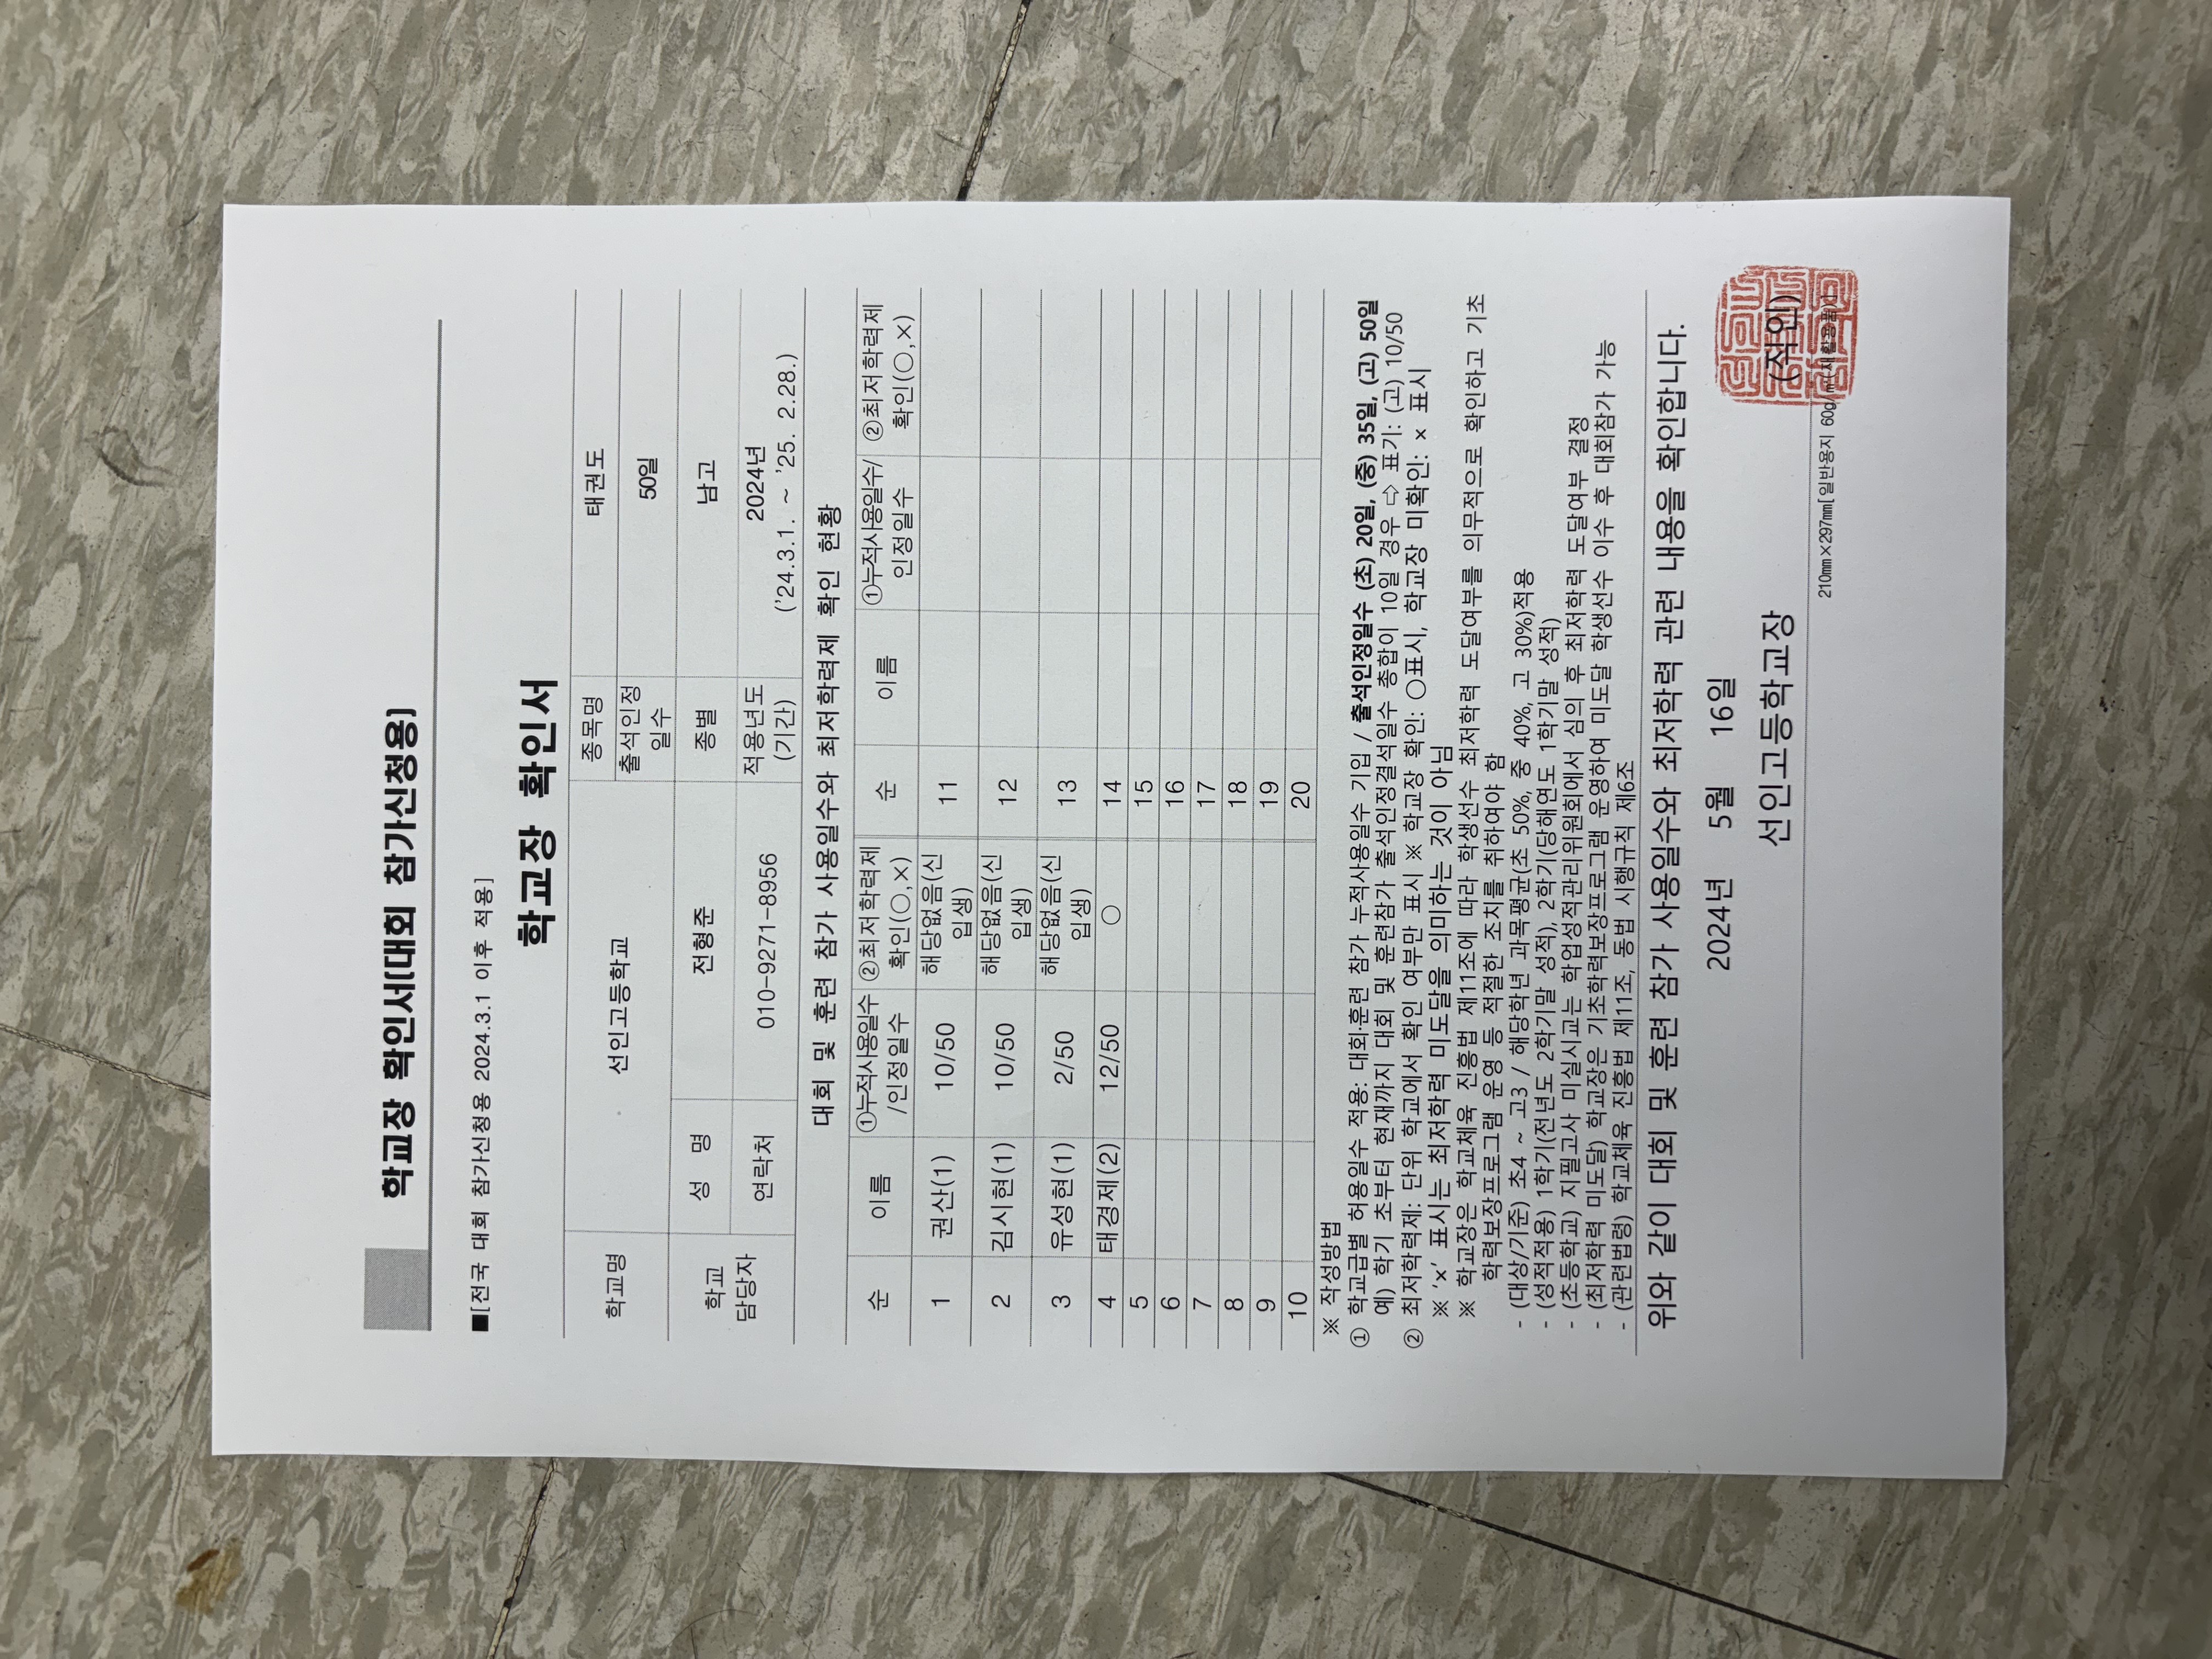 학교장 확인서(대회 참가신청용)
■[전국 대회 참가신청용 2024.3.1 이후 적용]
학교장 확인서
학교명 선인고등학교 종목명 태권도
출석인정 일수 50일
학교 담당자 성 명 전형준 종별 남고
연락처 010-9271-8956 적용년도 (기간) 2024년 ('24.3.1. ~ '25. 2.28.)
대회 및 훈련 참가 사용일수와 최저학력제 확인 현황
순 이름 ①누적사용일수/인정일수 ②최저학력제 확인(○,×) 순 이름 ①누적사용일수/인정일수 ②최저학력제 확인(○,×)
1 권산(1) 10/50 해당없음(신입생) 11
2 김시현(1) 10/50 해당없음(신입생) 12
3 유성현(1) 2/50 해당없음(신입생) 13
4 태경제(2) 12/50 ○ 14
5 15
6 16
7 17
8 18
9 19
10 20
※ 작성방법
① 학교급별 허용일수 적용: 대회·훈련 참가 누적사용일수 기입 / 출석인정일수 (초) 20일, (중) 35일, (고) 50일
예) 학기 초부터 현재까지 대회 및 훈련참가 출석인정결석일수 총합이 10일 경우 ⇨ 표기: (고) 10/50
② 최저학력제: 단위 학교에서 확인 여부만 표시 ※ 학교장 확인: ○표시, 학교장 미확인: × 표시
※ '×' 표시는 최저학력 미도달을 의미하는 것이 아님
※ 학교장은 학교체육 진흥법 제11조에 따라 학생선수 최저학력 도달여부를 의무적으로 확인하고 기초
학력보장프로그램 운영 등 적절한 조치를 취하여야 함
- (대상/기준) 초4 ~ 고3 / 해당학년 과목평균(초 50%, 중 40%, 고 30%)적용
- (성적적용) 1학기(전년도 2학기말 성적), 2학기(당해연도 1학기말 성적)
- (초등학교) 지필고사 미실시교는 학업성적관리위원회에서 심의 후 최저학력 도달여부 결정
- (최저학력 미도달) 학교장은 기초학력보장프로그램 운영하여 미도달 학생선수 이수 후 대회참가 가능
- (관련법령) 학교체육 진흥법 제11조, 동법 시행규칙 제6조
위와 같이 대회 및 훈련 참가 사용일수와 최저학력 관련 내용을 확인합니다.
2024년 5월 16일
선인고등학교장 (직인)
210㎜×297㎜[일반용지 60g/㎡(재활용품)]